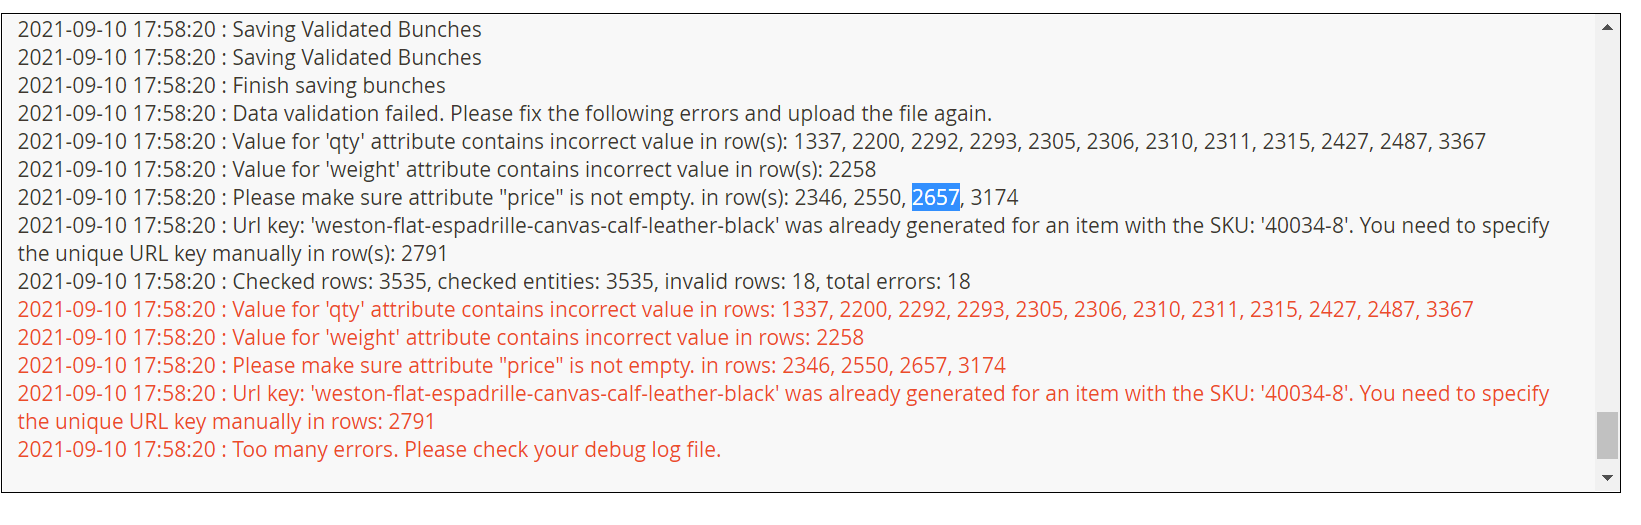 2021-09-10 17:58:20 : Saving Validated Bunches
2021-09-10 17:58:20 : Saving Validated Bunches
2021-09-10 17:58:20 : Finish saving bunches
2021-09-10 17:58:20 : Data validation failed. Please fix the following errors and upload the file again.
2021-09-10 17:58:20 : Value for 'qty' attribute contains incorrect value in row(s): 1337, 2200, 2292, 2293, 2305, 2306, 2310, 2311, 2315, 2427, 2487, 3367
2021-09-10 17:58:20 : Value for 'weight' attribute contains incorrect value in row(s): 2258
2021-09-10 17:58:20 : Please make sure attribute "price" is not empty. in row(s): 2346, 2550, 2657, 3174
2021-09-10 17:58:20 : Url key: 'weston-flat-espadrille-canvas-calf-leather-black' was already generated for an item with the SKU: '40034-8'. You need to specify
the unique URL key manually in row(s): 2791
2021-09-10 17:58:20 : Checked rows: 3535, checked entities: 3535, invalid rows: 18, total errors: 18
2021-09-10 17:58:20 : Value for 'qty' attribute contains incorrect value in rows: 1337, 2200, 2292, 2293, 2305, 2306, 2310, 2311, 2315, 2427, 2487, 3367
2021-09-10 17:58:20 : Value for 'weight' attribute contains incorrect value in rows: 2258
2021-09-10 17:58:20 : Please make sure attribute "price" is not empty. in rows: 2346, 2550, 2657, 3174
2021-09-10 17:58:20 : Url key: 'weston-flat-espadrille-canvas-calf-leather-black' was already generated for an item with the SKU: '40034-8'. You need to specify
the unique URL key manually in rows: 2791
2021-09-10 17:58:20 : Too many errors. Please check your debug log file.